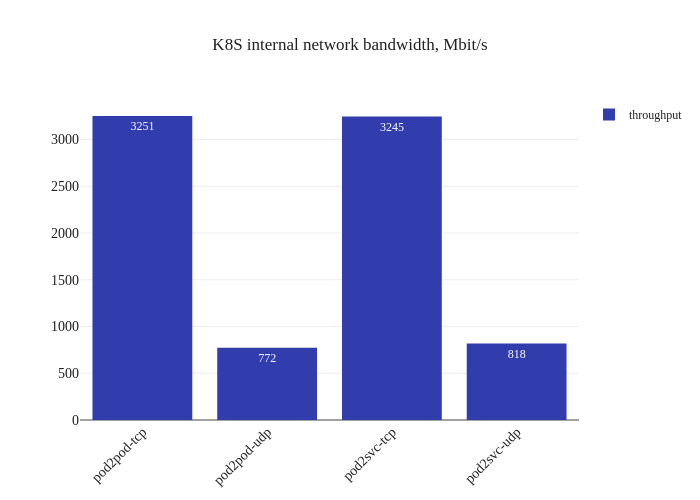 K8S internal network bandwidth, Mbit/s
throughput
3000
2500
2000
1500
1000
500
0
3251
772
3245
818
pod2pod-tcp
pod2pod-udp
pod2svc-tcp
pod2svc-udp